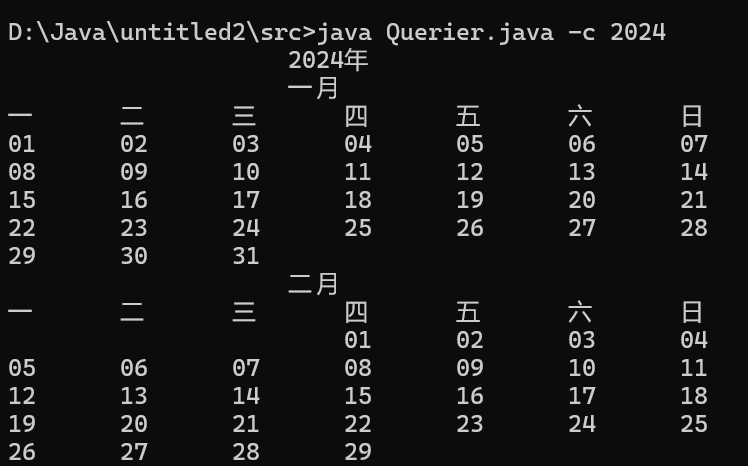 D:\Java\untitled2\src>java Querier.java -c 2024
2024年
一月
一 二 三 四 五 六 日
01 02 03 04 05 06 07
08 09 10 11 12 13 14
15 16 17 18 19 20 21
22 23 24 25 26 27 28
29 30 31
二月
一 二 三 四 五 六 日
01 02 03 04
05 06 07 08 09 10 11
12 13 14 15 16 17 18
19 20 21 22 23 24 25
26 27 28 29